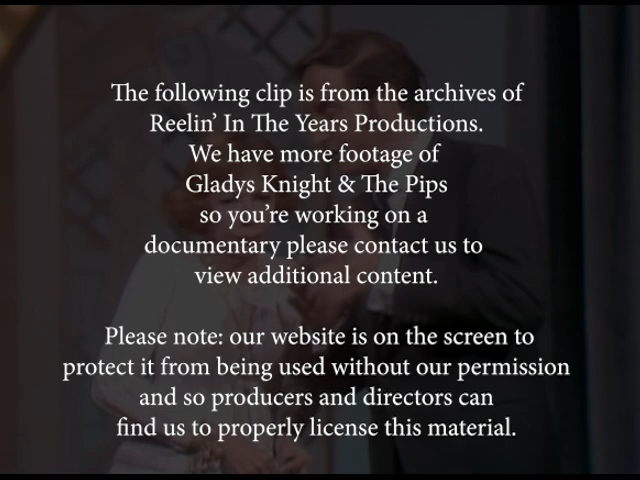 The following clip is from the archives of
Reelin’ In The Years Productions.
We have more footage of
Gladys Knight & The Pips
so you’re working on a
documentary please contact us to
view additional content.
Please note: our website is on the screen to
protect it from being used without our permission
and so producers and directors can
find us to properly license this material.